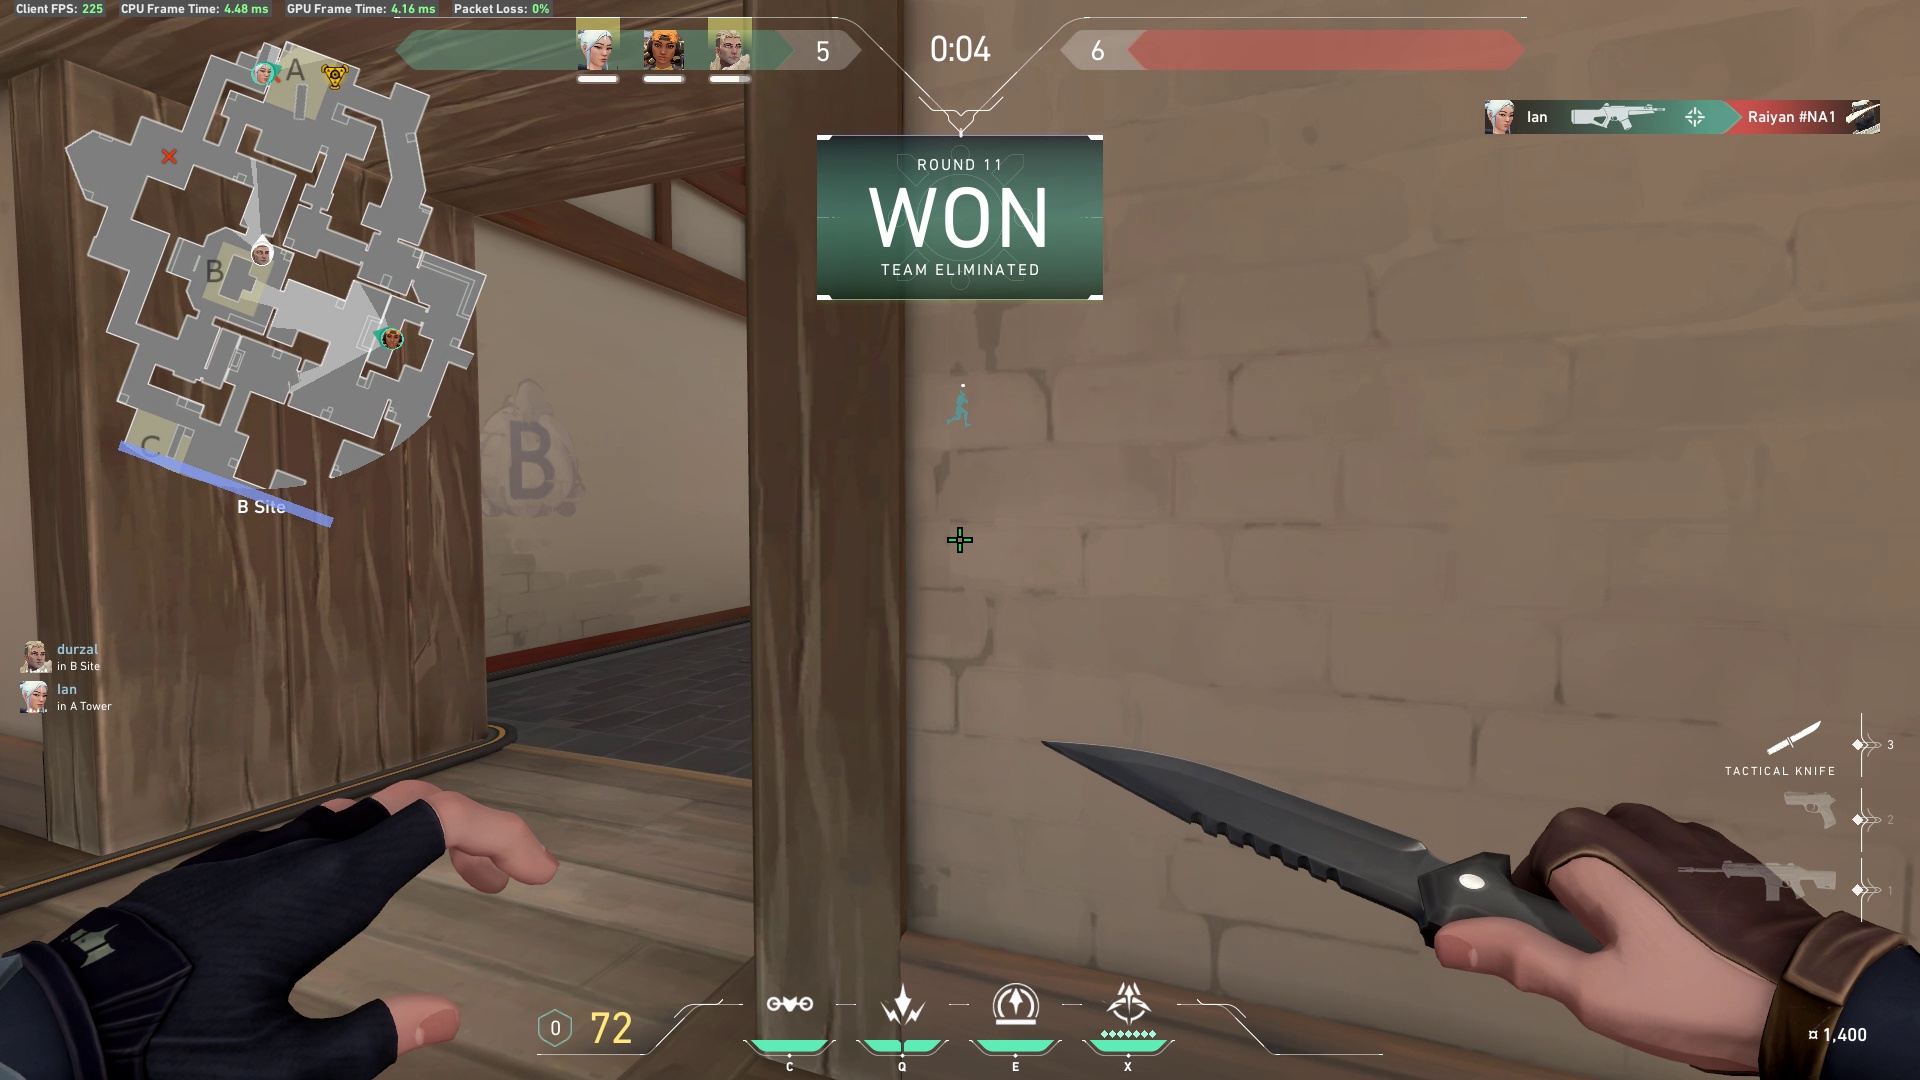 Client FPS: 225 CPU Frame Time: 4.48 ms GPU Frame Time: 4.16 ms Packet Loss: 0%
5 0:04 6
Ian Raiyan #NA1
ROUND 11
WON
TEAM ELIMINATED
A
B
C
B Site
B
durzal
in B Site
Ian
in A Tower
3
TACTICAL KNIFE
2
1
0 72
C Q E X
¤ 1,400